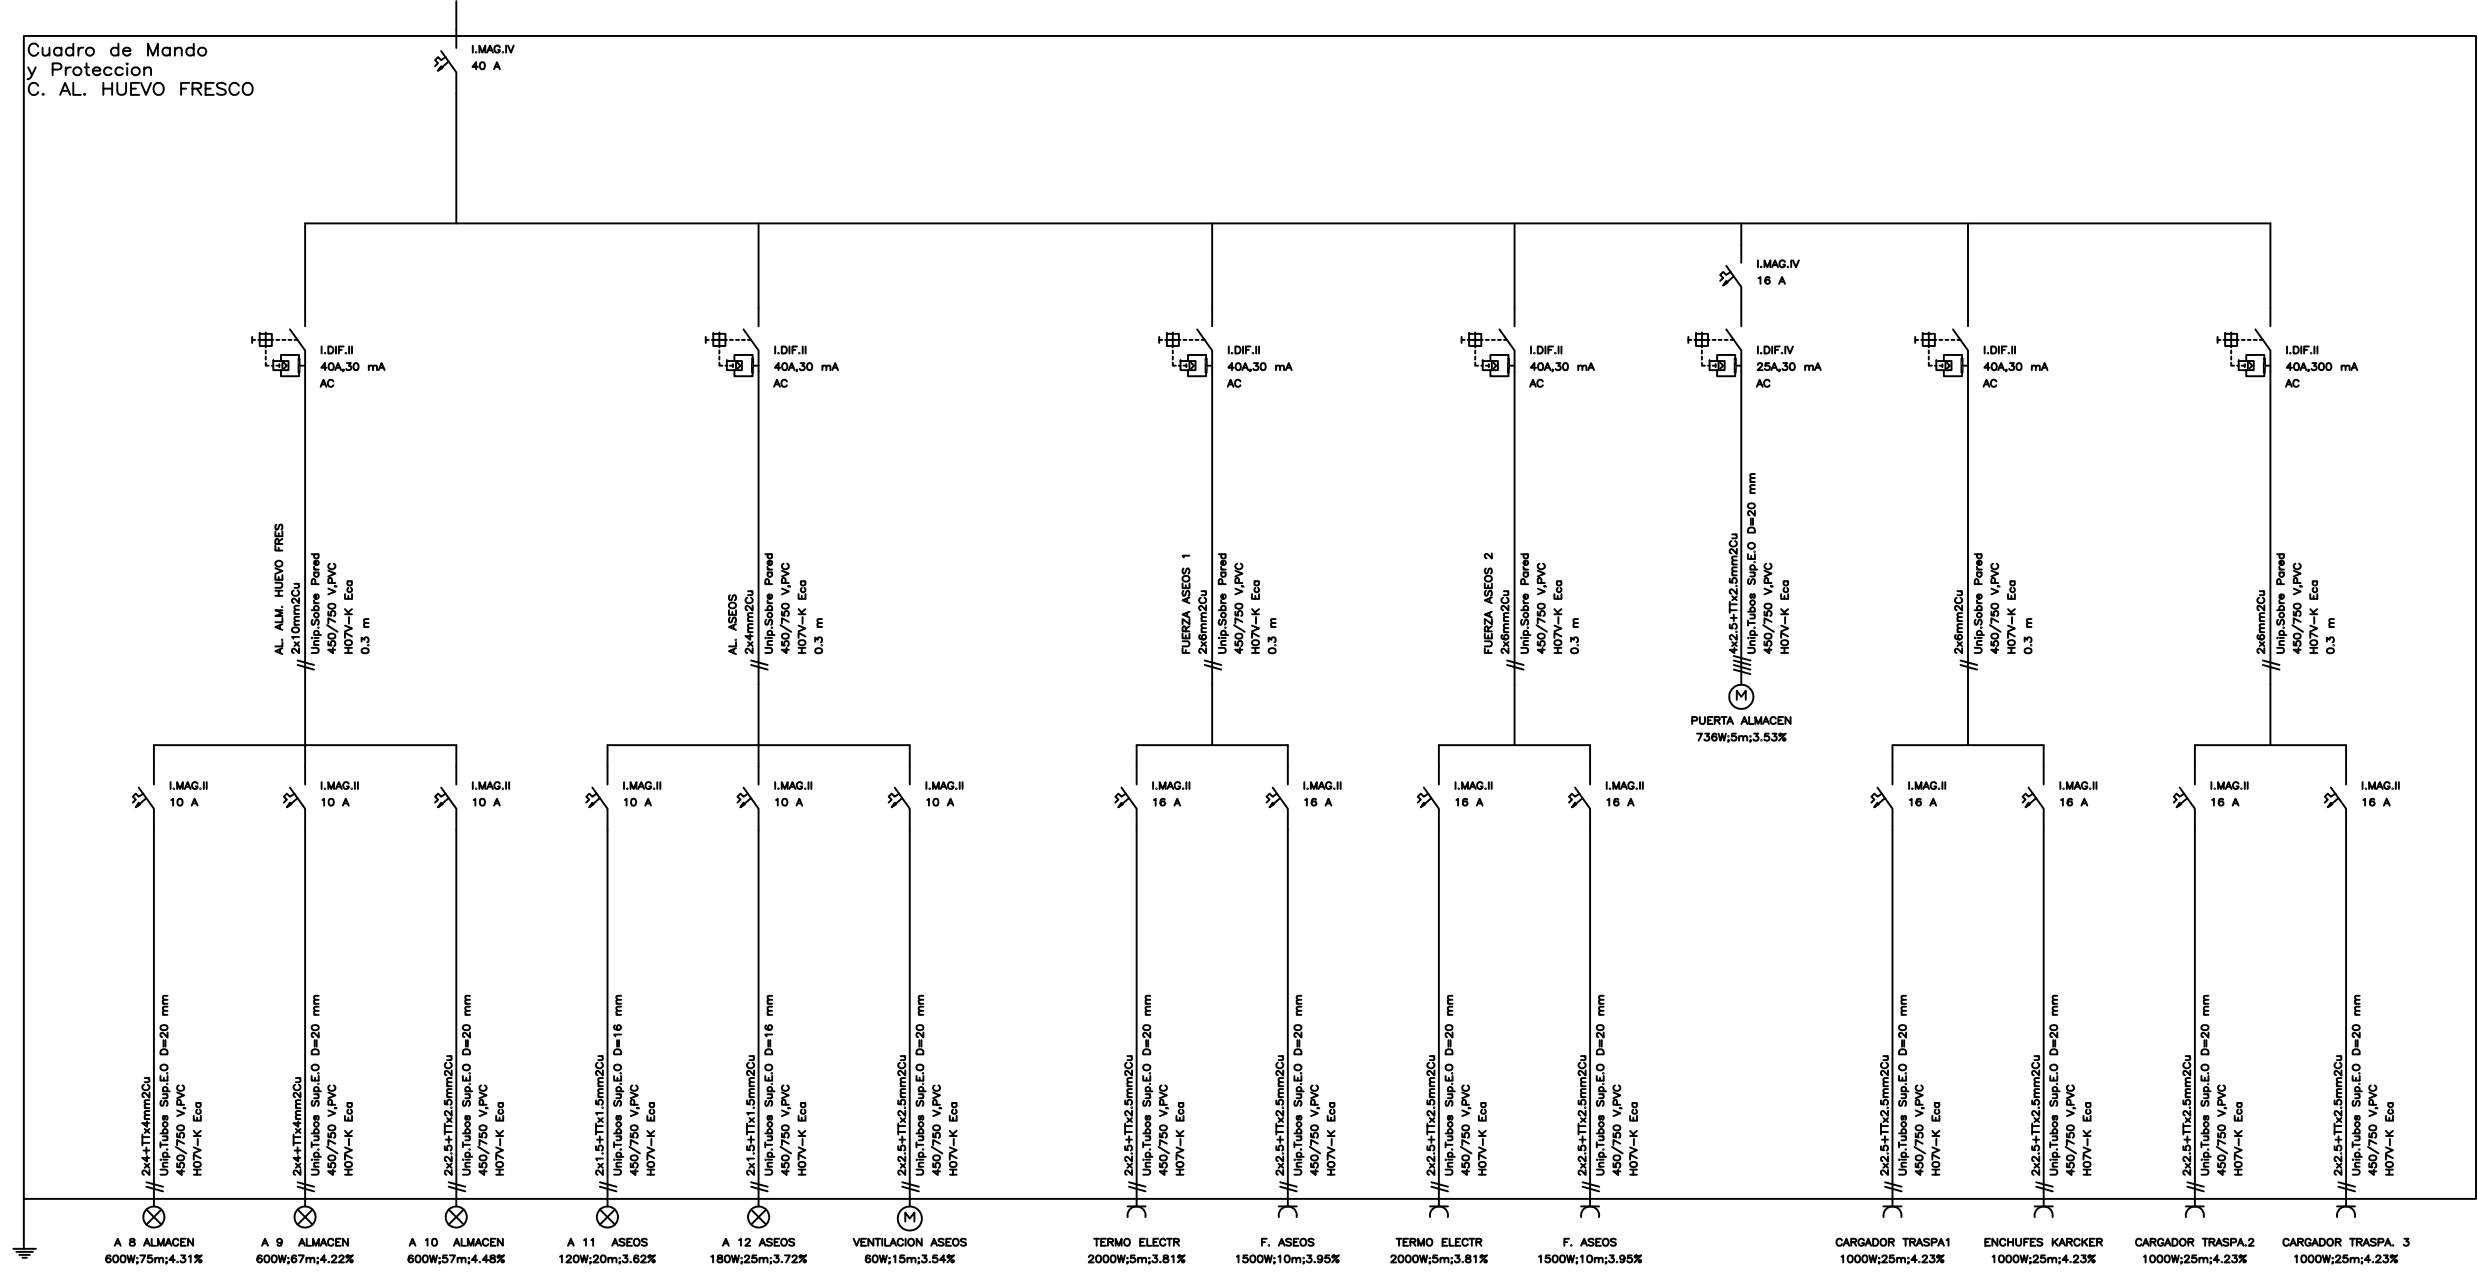 Cuadro de Mando
y Proteccion
C. AL. HUEVO FRESCO
I.MAG.IV
40 A
I.MAG.IV
16 A
I.DIF.II
40A,30 mA
AC
I.DIF.II
40A,30 mA
AC
I.DIF.II
40A,30 mA
AC
I.DIF.II
40A,30 mA
AC
I.DIF.IV
25A,30 mA
AC
I.DIF.II
40A,30 mA
AC
I.DIF.II
40A,300 mA
AC
AL. ALM. HUEVO FRES
2x10mm2Cu
Unip.Sobre Pared
450/750 V,PVC
H07V-K Eca
0.3 m
AL. ASEOS
2x4mm2Cu
Unip.Sobre Pared
450/750 V,PVC
H07V-K Eca
0.3 m
FUERZA ASEOS 1
2x6mm2Cu
Unip.Sobre Pared
450/750 V,PVC
H07V-K Eca
0.3 m
FUERZA ASEOS 2
2x6mm2Cu
Unip.Sobre Pared
450/750 V,PVC
H07V-K Eca
0.3 m
4x2.5+TTx2.5mm2Cu
Unip.Tubos Sup.E.O D=20 mm
450/750 V,PVC
H07V-K Eca
M
PUERTA ALMACEN
736W;5m;3.53%
2x6mm2Cu
Unip.Sobre Pared
450/750 V,PVC
H07V-K Eca
0.3 m
2x6mm2Cu
Unip.Sobre Pared
450/750 V,PVC
H07V-K Eca
0.3 m
I.MAG.II
10 A
I.MAG.II
10 A
I.MAG.II
10 A
I.MAG.II
10 A
I.MAG.II
10 A
I.MAG.II
10 A
I.MAG.II
16 A
I.MAG.II
16 A
I.MAG.II
16 A
I.MAG.II
16 A
I.MAG.II
16 A
I.MAG.II
16 A
I.MAG.II
16 A
I.MAG.II
16 A
2x4+TTx4mm2Cu
Unip.Tubos Sup.E.O D=20 mm
450/750 V,PVC
H07V-K Eca
2x4+TTx4mm2Cu
Unip.Tubos Sup.E.O D=20 mm
450/750 V,PVC
H07V-K Eca
2x2.5+TTx2.5mm2Cu
Unip.Tubos Sup.E.O D=20 mm
450/750 V,PVC
H07V-K Eca
2x1.5+TTx1.5mm2Cu
Unip.Tubos Sup.E.O D=16 mm
450/750 V,PVC
H07V-K Eca
2x1.5+TTx1.5mm2Cu
Unip.Tubos Sup.E.O D=16 mm
450/750 V,PVC
H07V-K Eca
2x2.5+TTx2.5mm2Cu
Unip.Tubos Sup.E.O D=20 mm
450/750 V,PVC
H07V-K Eca
2x2.5+TTx2.5mm2Cu
Unip.Tubos Sup.E.O D=20 mm
450/750 V,PVC
H07V-K Eca
2x2.5+TTx2.5mm2Cu
Unip.Tubos Sup.E.O D=20 mm
450/750 V,PVC
H07V-K Eca
2x2.5+TTx2.5mm2Cu
Unip.Tubos Sup.E.O D=20 mm
450/750 V,PVC
H07V-K Eca
2x2.5+TTx2.5mm2Cu
Unip.Tubos Sup.E.O D=20 mm
450/750 V,PVC
H07V-K Eca
2x2.5+TTx2.5mm2Cu
Unip.Tubos Sup.E.O D=20 mm
450/750 V,PVC
H07V-K Eca
2x2.5+TTx2.5mm2Cu
Unip.Tubos Sup.E.O D=20 mm
450/750 V,PVC
H07V-K Eca
2x2.5+TTx2.5mm2Cu
Unip.Tubos Sup.E.O D=20 mm
450/750 V,PVC
H07V-K Eca
2x2.5+TTx2.5mm2Cu
Unip.Tubos Sup.E.O D=20 mm
450/750 V,PVC
H07V-K Eca
A 8 ALMACEN
600W;75m;4.31%
A 9 ALMACEN
600W;67m;4.22%
A 10 ALMACEN
600W;57m;4.48%
A 11 ASEOS
120W;20m;3.62%
A 12 ASEOS
180W;25m;3.72%
M
VENTILACION ASEOS
60W;15m;3.54%
TERMO ELECTR
2000W;5m;3.81%
F. ASEOS
1500W;10m;3.95%
TERMO ELECTR
2000W;5m;3.81%
F. ASEOS
1500W;10m;3.95%
CARGADOR TRASPA1
1000W;25m;4.23%
ENCHUFES KARCKER
1000W;25m;4.23%
CARGADOR TRASPA.2
1000W;25m;4.23%
CARGADOR TRASPA. 3
1000W;25m;4.23%